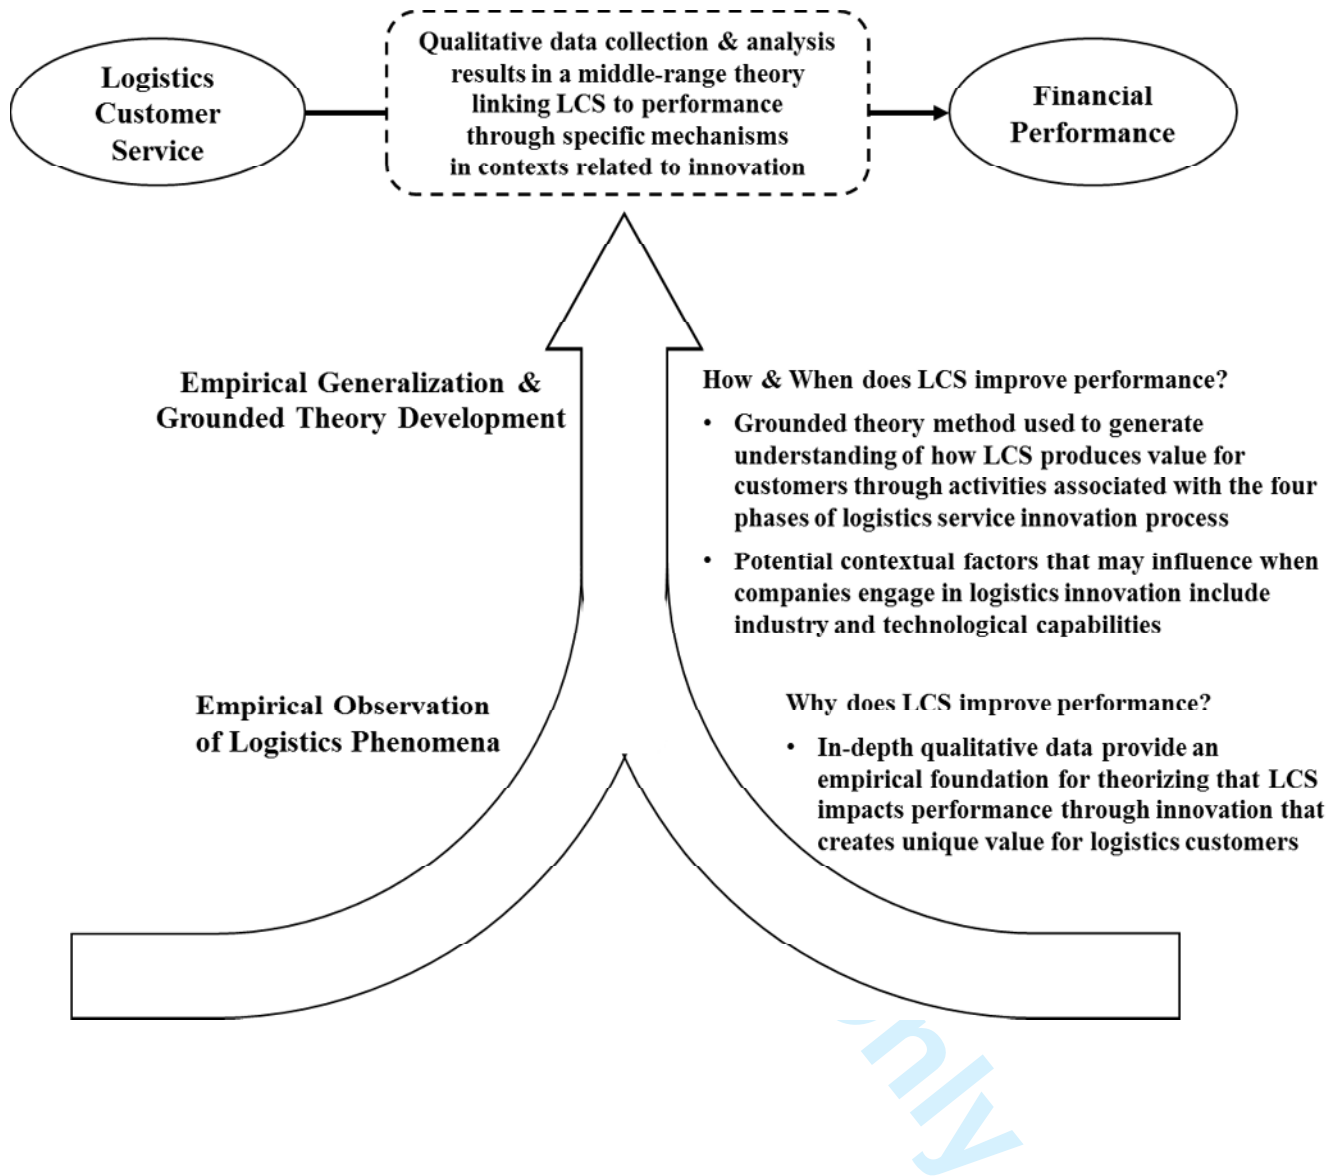 Logistics
Customer
Service
Qualitative data collection & analysis
results in a middle-range theory
linking LCS to performance
through specific mechanisms
in contexts related to innovation
Financial
Performance
Empirical Generalization &
Grounded Theory Development
How & When does LCS improve performance?
• Grounded theory method used to generate
understanding of how LCS produces value for
customers through activities associated with the four
phases of logistics service innovation process
• Potential contextual factors that may influence when
companies engage in logistics innovation include
industry and technological capabilities
Empirical Observation
of Logistics Phenomena
Why does LCS improve performance?
• In-depth qualitative data provide an
empirical foundation for theorizing that LCS
impacts performance through innovation that
creates unique value for logistics customers